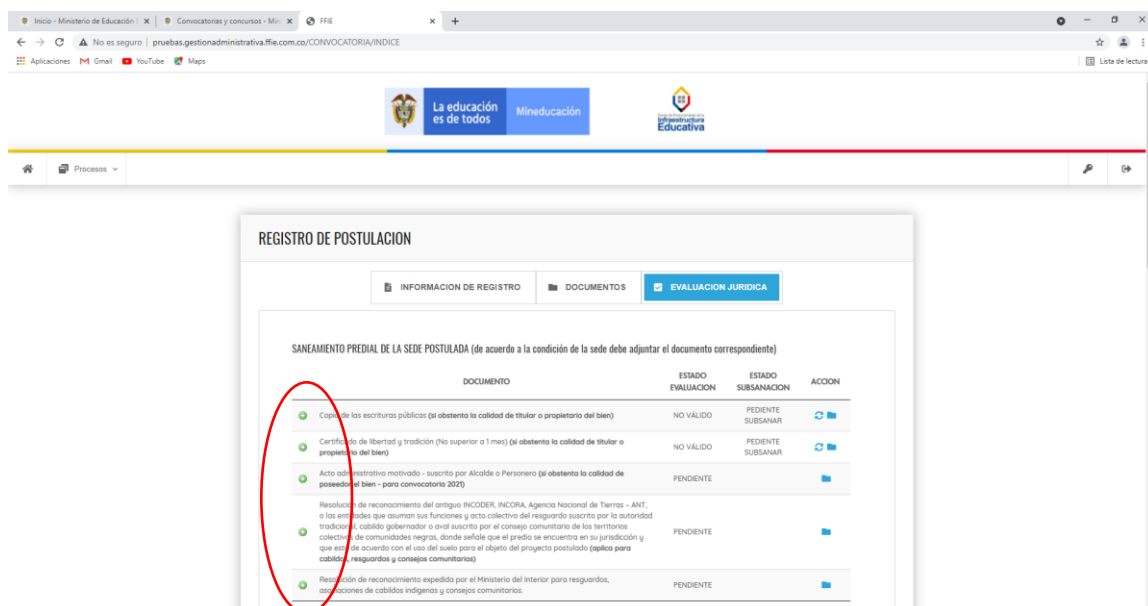 Inicio - Ministerio de Educación
Convocatorias y concursos - Min
FFIE
No es seguro | pruebas.gestionadministrativa.ffie.com.co/CONVOCATORIA/INDICE
Aplicaciones Gmail YouTube Maps Lista de lectura
La educación es de todos
Mineducación
Infraestructura
Educativa
Procesos
REGISTRO DE POSTULACION
INFORMACION DE REGISTRO DOCUMENTOS EVALUACION JURIDICA
SANEAMIENTO PREDIAL DE LA SEDE POSTULADA (de acuerdo a la condición de la sede debe adjuntar el documento correspondiente)
DOCUMENTO ESTADO EVALUACION ESTADO SUBSANACION ACCION
Copia de las escrituras públicas (si obstenta la calidad de titular o propietario del bien) NO VÁLIDO PEDIENTE SUBSANAR
Certificado de libertad y tradición (No superior a 1 mes) (si obstenta la calidad de titular o
propietario del bien) NO VÁLIDO PEDIENTE SUBSANAR
Acto administrativo motivado - suscrito por Alcalde o Personero (si obstenta la calidad de
poseedor el bien - para convocatoria 2021) PENDIENTE
Resolución de reconocimiento del antiguo INCODER, INCORA, Agencia Nacional de Tierras – ANT,
o las entidades que asuman sus funciones y acto colectivo del resguardo suscrito por la autoridad
tradicional, cabildo gobernador o aval suscrito por el consejo comunitario de los territorios
colectivos de comunidades negras, donde señale que el predio se encuentra en su jurisdicción y
que está de acuerdo con el uso del suelo para el objeto del proyecto postulado (aplica para
cabildos, resguardos y consejos comunitarios) PENDIENTE
Resolución de reconocimiento expedida por el Ministerio del Interior para resguardos,
asociaciones de cabildos indígenas y consejos comunitarios. PENDIENTE